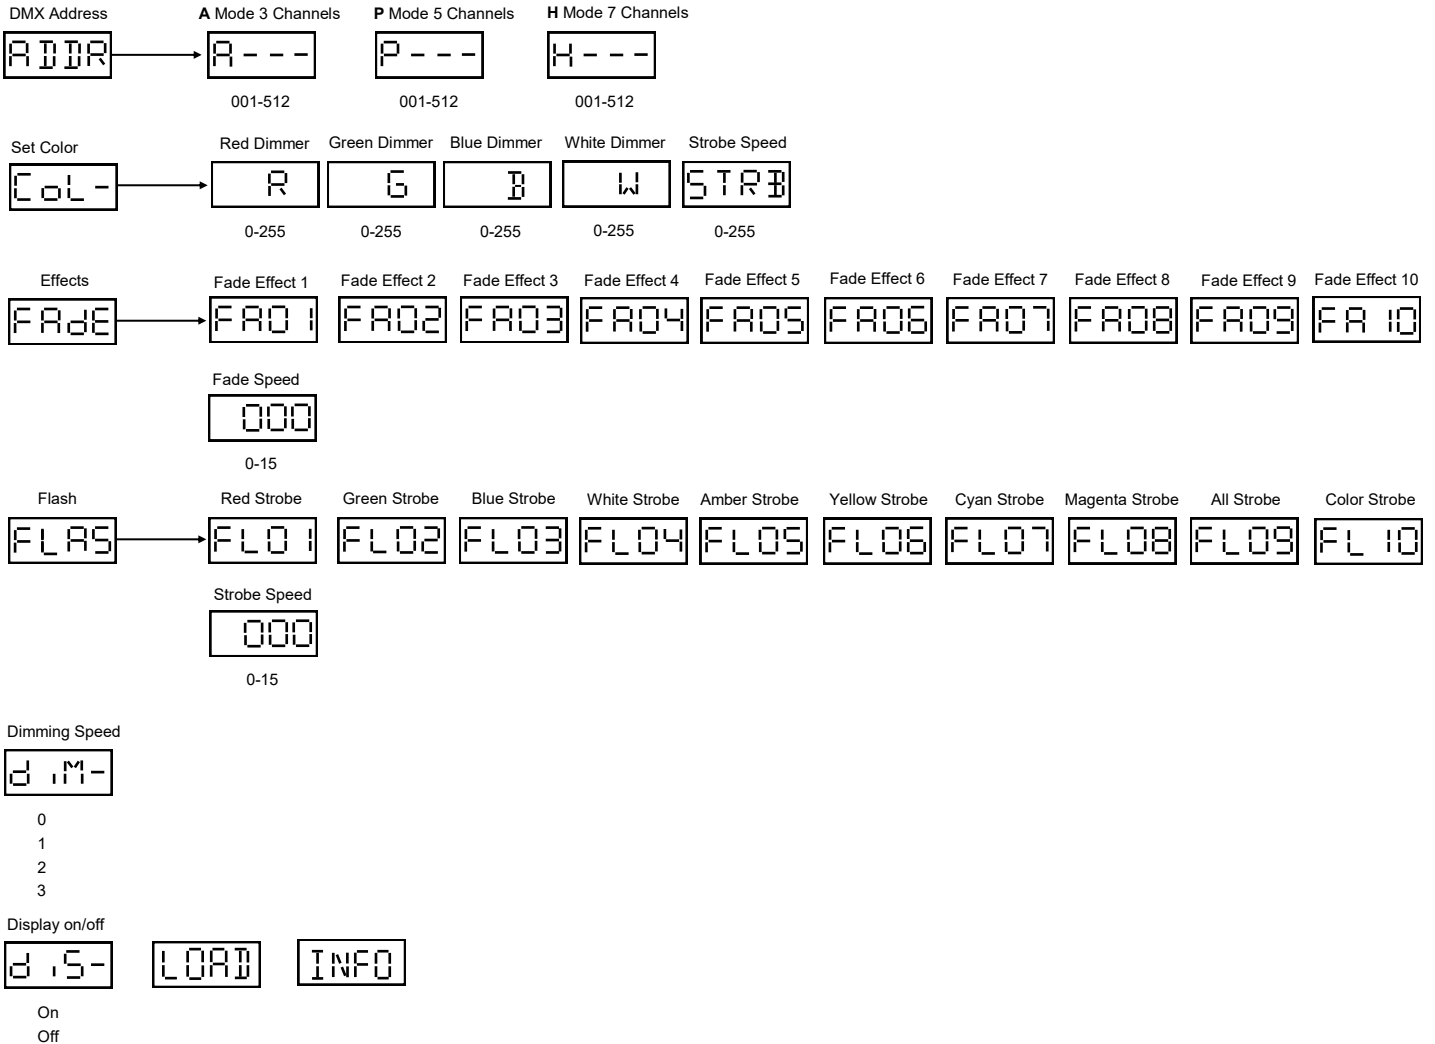 DMX Address A Mode 3 Channels P Mode 5 Channels H Mode 7 Channels
ADDR A--- P--- H---
001-512 001-512 001-512
Set Color Red Dimmer Green Dimmer Blue Dimmer White Dimmer Strobe Speed
CoL- R G B W STRB
0-255 0-255 0-255 0-255 0-255
Effects Fade Effect 1 Fade Effect 2 Fade Effect 3 Fade Effect 4 Fade Effect 5 Fade Effect 6 Fade Effect 7 Fade Effect 8 Fade Effect 9 Fade Effect 10
FAdE FA01 FA02 FA03 FA04 FA05 FA06 FA07 FA08 FA09 FA10
Fade Speed
000
0-15
Flash Red Strobe Green Strobe Blue Strobe White Strobe Amber Strobe Yellow Strobe Cyan Strobe Magenta Strobe All Strobe Color Strobe
FLAS FL01 FL02 FL03 FL04 FL05 FL06 FL07 FL08 FL09 FL10
Strobe Speed
000
0-15
Dimming Speed
diM-
0
1
2
3
Display on/off
diS- LOAD INFO
On
Off